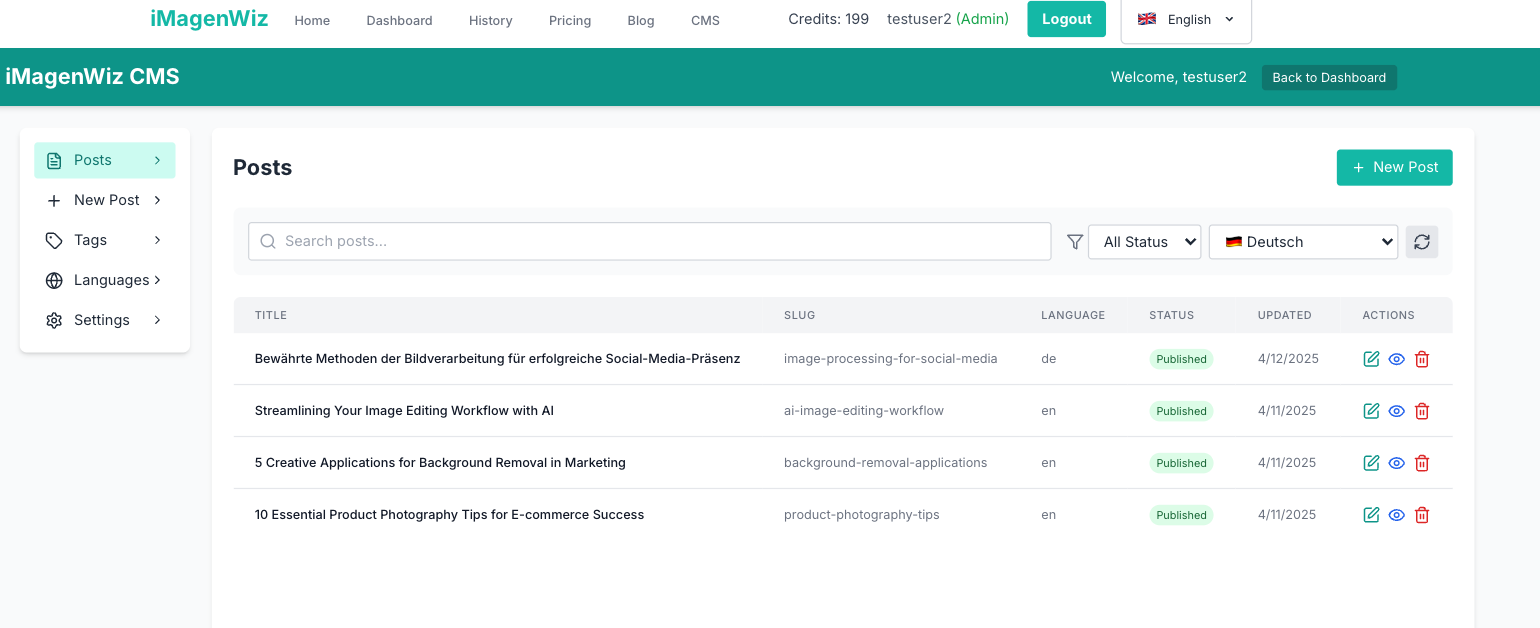 iMagenWiz Home Dashboard History Pricing Blog CMS Credits: 199 testuser2 (Admin) Logout English
iMagenWiz CMS Welcome, testuser2 Back to Dashboard
Posts
New Post
Tags
Languages
Settings
Posts + New Post
Search posts... All Status Deutsch
TITLE SLUG LANGUAGE STATUS UPDATED ACTIONS
Bewährte Methoden der Bildverarbeitung für erfolgreiche Social-Media-Präsenz image-processing-for-social-media de Published 4/12/2025
Streamlining Your Image Editing Workflow with AI ai-image-editing-workflow en Published 4/11/2025
5 Creative Applications for Background Removal in Marketing background-removal-applications en Published 4/11/2025
10 Essential Product Photography Tips for E-commerce Success product-photography-tips en Published 4/11/2025